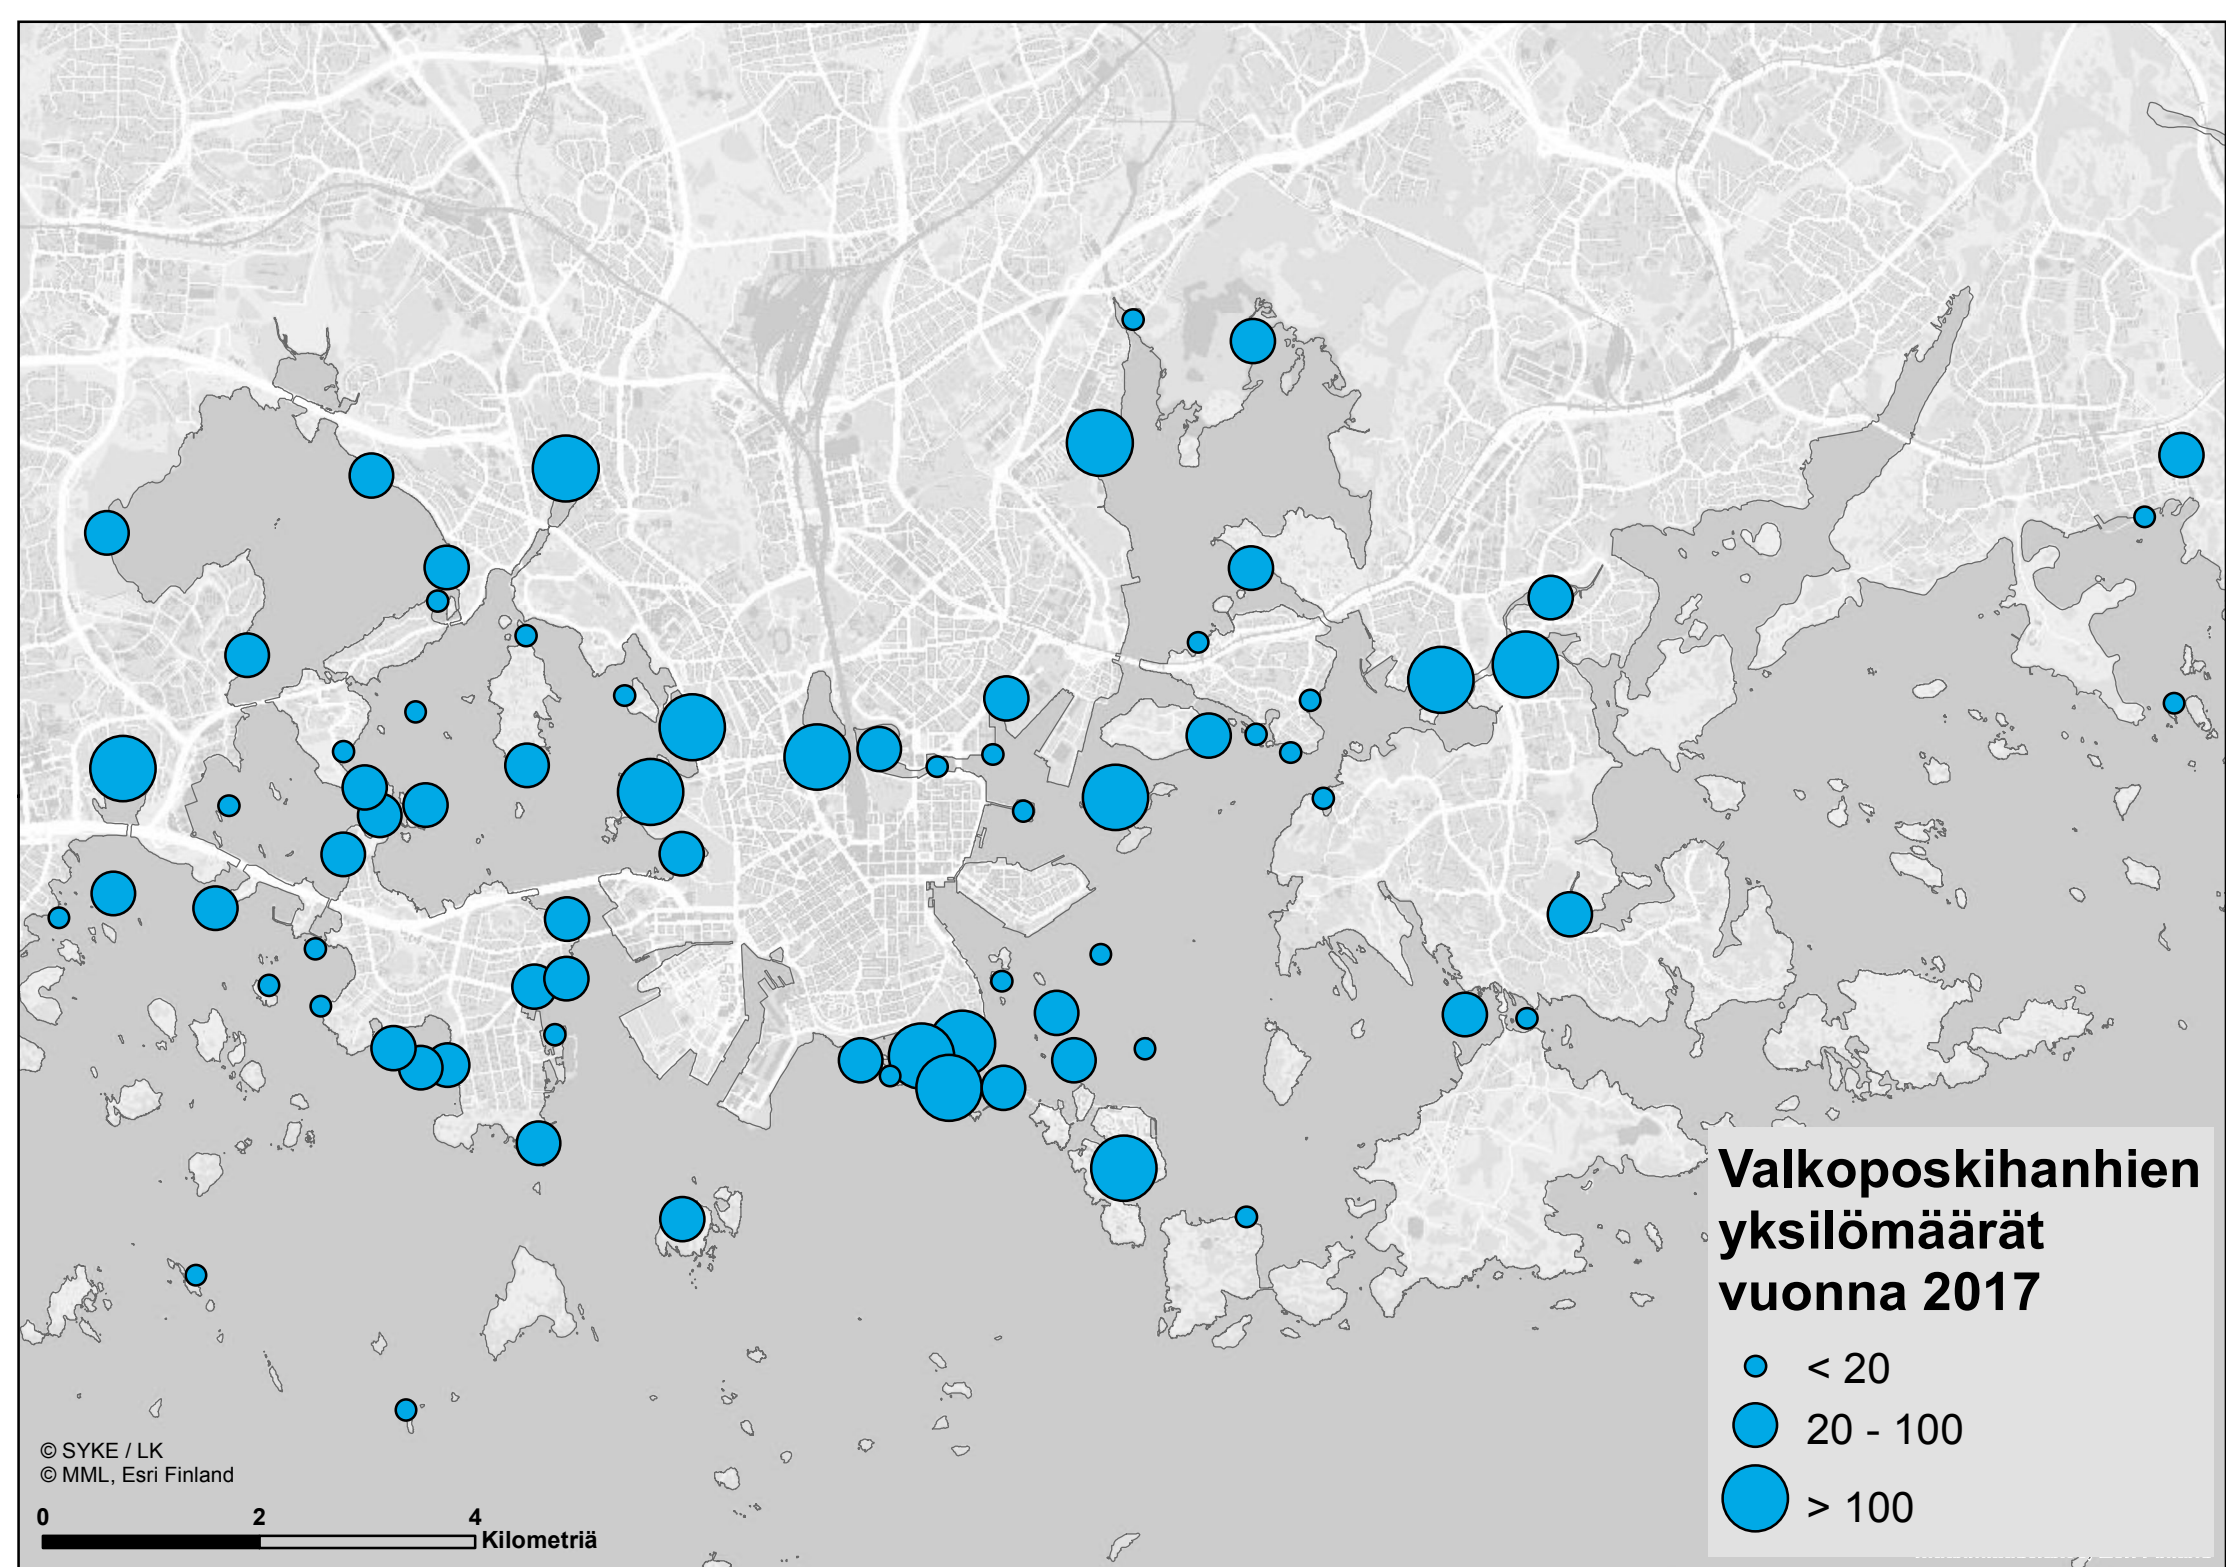 Valkoposkihanhien
yksilömäärät
vuonna 2017
< 20
20 - 100
> 100
© SYKE / LK
© MML, Esri Finland
0 2 4
Kilometriä